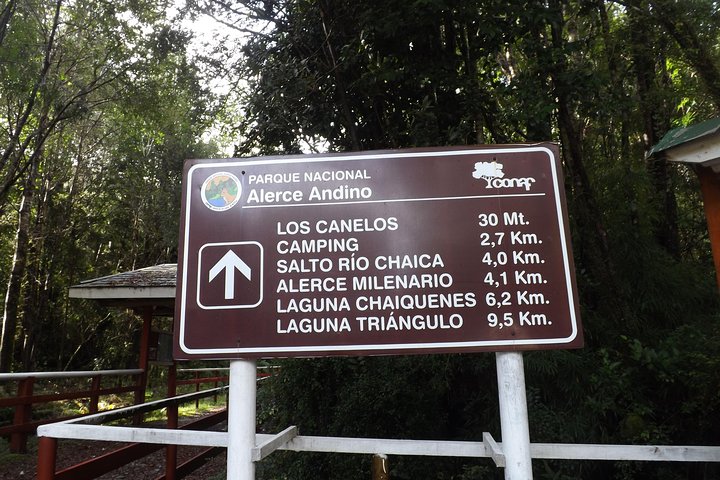 PARQUE NACIONAL
Alerce Andino
conaf
LOS CANELOS 30 Mt.
CAMPING 2,7 Km.
SALTO RÍO CHAICA 4,0 Km.
ALERCE MILENARIO 4,1 Km.
LAGUNA CHAIQUENES 6,2 Km.
LAGUNA TRIÁNGULO 9,5 Km.